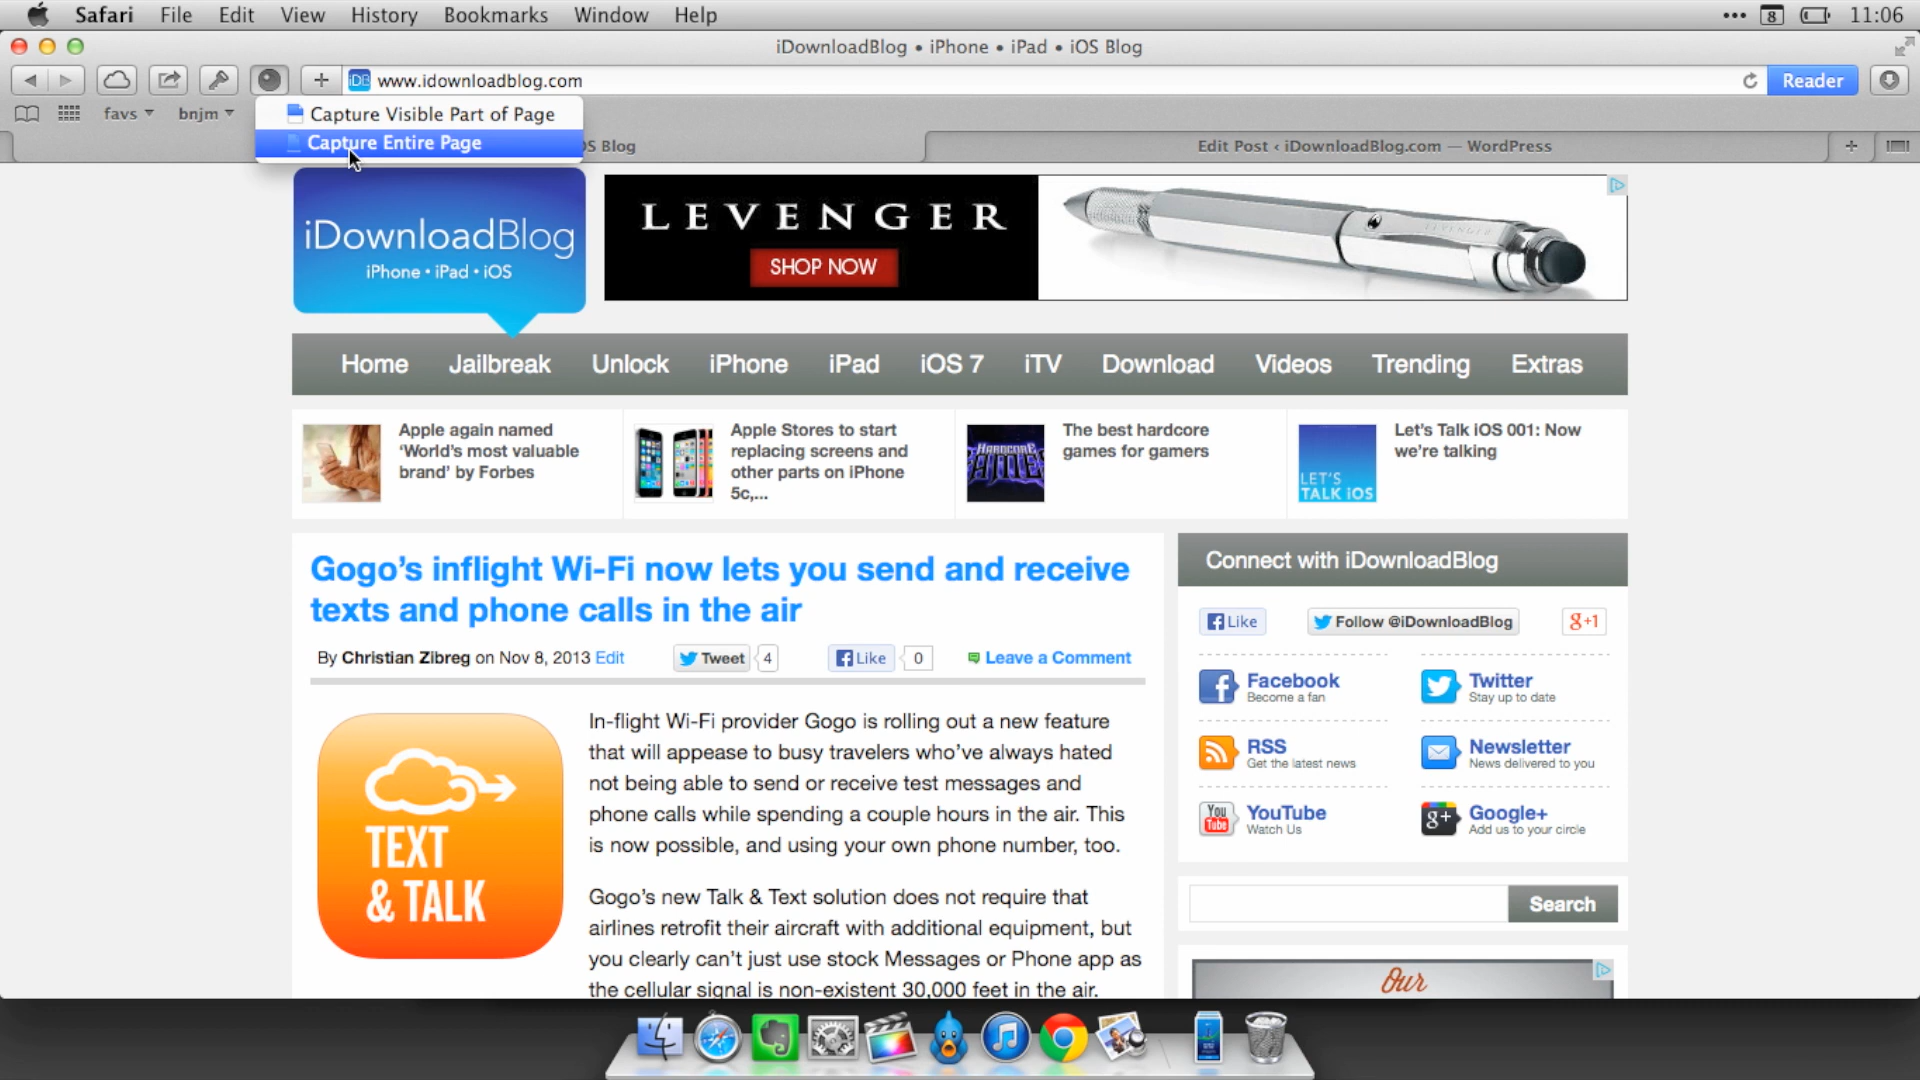 Safari File Edit View History Bookmarks Window Help
••• 8 11:06
iDownloadBlog • iPhone • iPad • iOS Blog
iDB www.idownloadblog.com
Reader
favs bnjm
Capture Visible Part of Page
Capture Entire Page
OS Blog
Edit Post ‹ iDownloadBlog.com — WordPress
iDownloadBlog
iPhone • iPad • iOS
LEVENGER
SHOP NOW
LEVENGER
Home Jailbreak Unlock iPhone iPad iOS 7 iTV Download Videos Trending Extras
Apple again named
‘World’s most valuable
brand’ by Forbes
Apple Stores to start
replacing screens and
other parts on iPhone
5c,...
HARDCORE
BATTLE
The best hardcore
games for gamers
LET'S
TALK iOS
Let’s Talk iOS 001: Now
we’re talking
Gogo’s inflight Wi-Fi now lets you send and receive
texts and phone calls in the air
By Christian Zibreg on Nov 8, 2013 Edit
Tweet 4
Like 0
Leave a Comment
TEXT
& TALK
In-flight Wi-Fi provider Gogo is rolling out a new feature
that will appease to busy travelers who’ve always hated
not being able to send or receive test messages and
phone calls while spending a couple hours in the air. This
is now possible, and using your own phone number, too.
Gogo’s new Talk & Text solution does not require that
airlines retrofit their aircraft with additional equipment, but
you clearly can’t just use stock Messages or Phone app as
the cellular signal is non-existent 30,000 feet in the air.
Connect with iDownloadBlog
Like
Follow @iDownloadBlog
g+1
Facebook
Become a fan
Twitter
Stay up to date
RSS
Get the latest news
Newsletter
News delivered to you
You
Tube
YouTube
Watch Us
g+
Google+
Add us to your circle
Search
Our